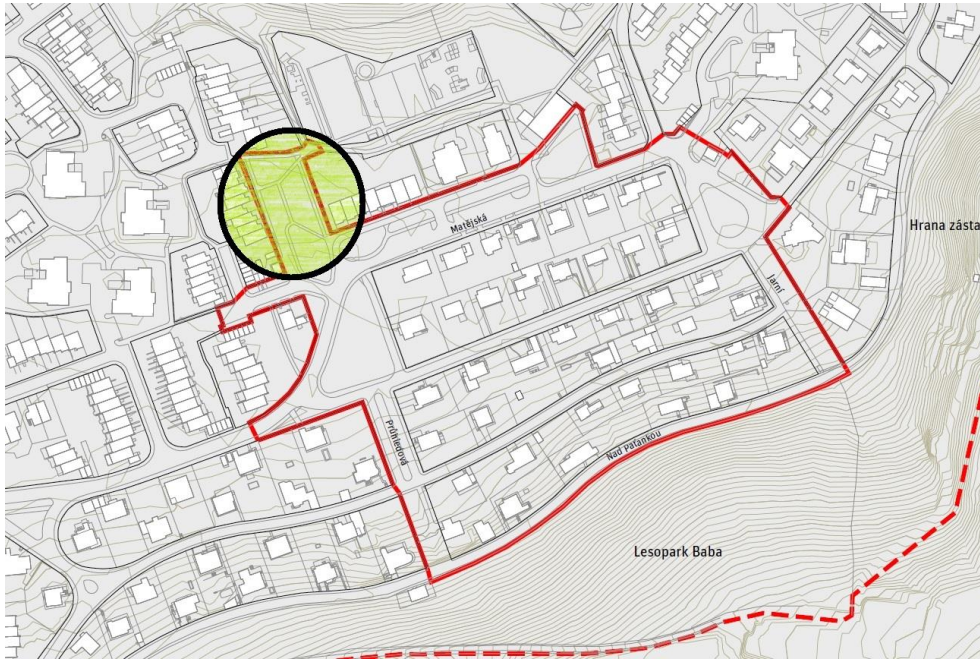 Matějská
Hrana zásta
Jarní
Průhledová
Nad Paťankou
Lesopark Baba